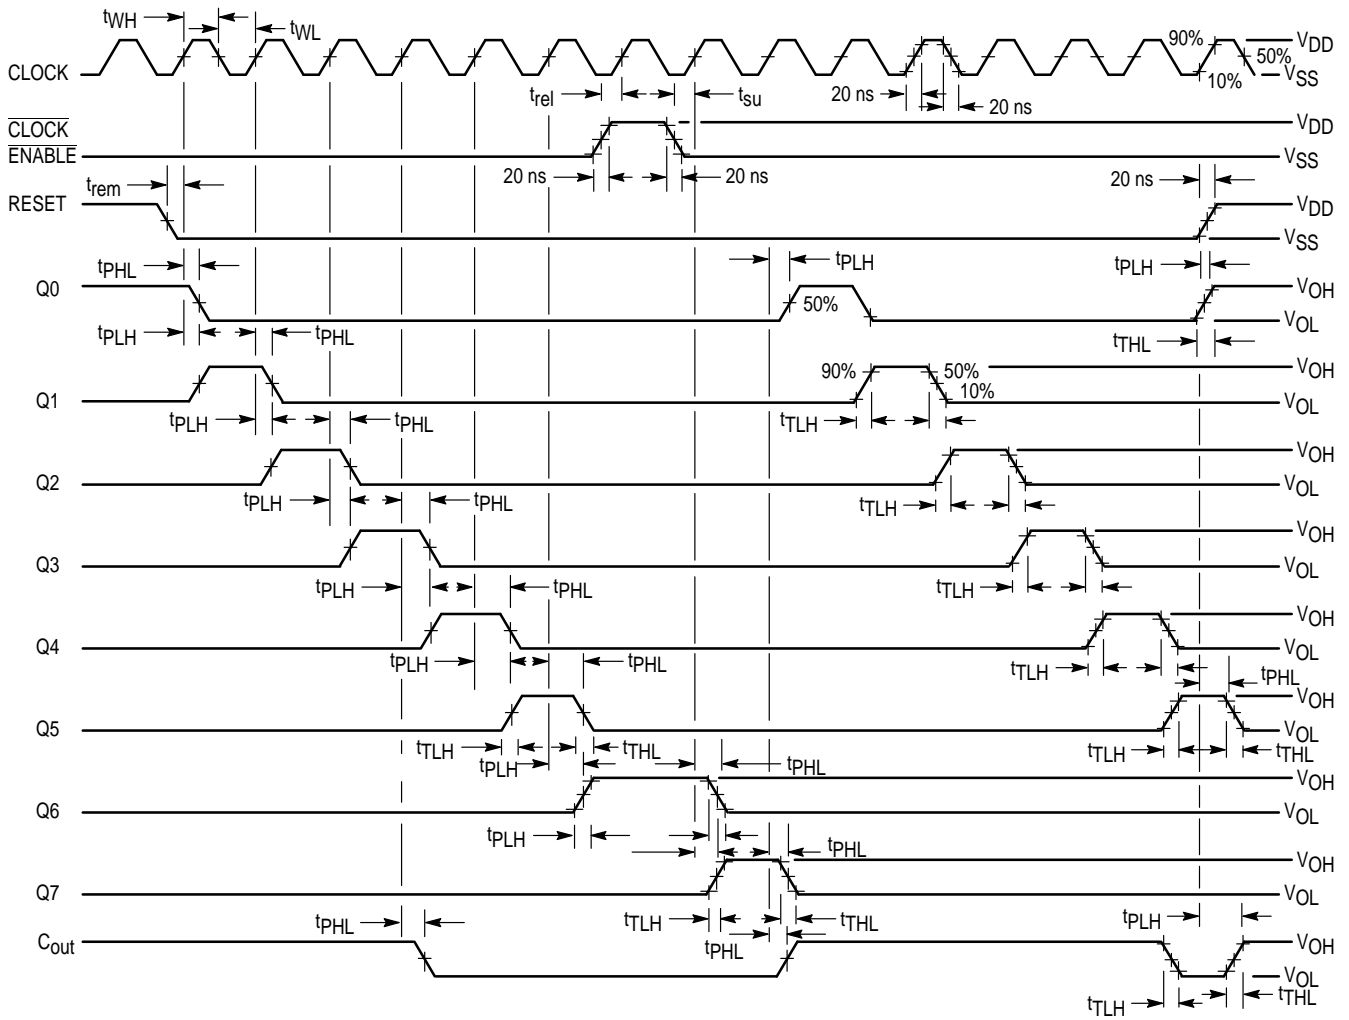 tWH
tWL
90%
VDD
50%
CLOCK
10%
VSS
trel
tsu
20 ns
20 ns
CLOCK
VDD
ENABLE
VSS
20 ns
20 ns
20 ns
trem
RESET
VDD
VSS
tPHL
tPLH
tPLH
Q0
50%
VOH
VOL
tPLH
tPHL
tTHL
90%
50%
VOH
Q1
10%
VOL
tPLH
tPHL
tTLH
VOH
Q2
VOL
tPLH
tPHL
tTLH
VOH
Q3
VOL
tPLH
tPHL
tTLH
VOH
Q4
VOL
tPLH
tPHL
tTLH
tPHL
VOH
Q5
VOL
tTLH
tTHL
tTLH
tTHL
tPLH
tPHL
VOH
Q6
VOL
tPLH
tPHL
VOH
Q7
VOL
tPHL
tTLH
tTHL
tPLH
Cout
tPHL
VOH
VOL
tTLH
tTHL